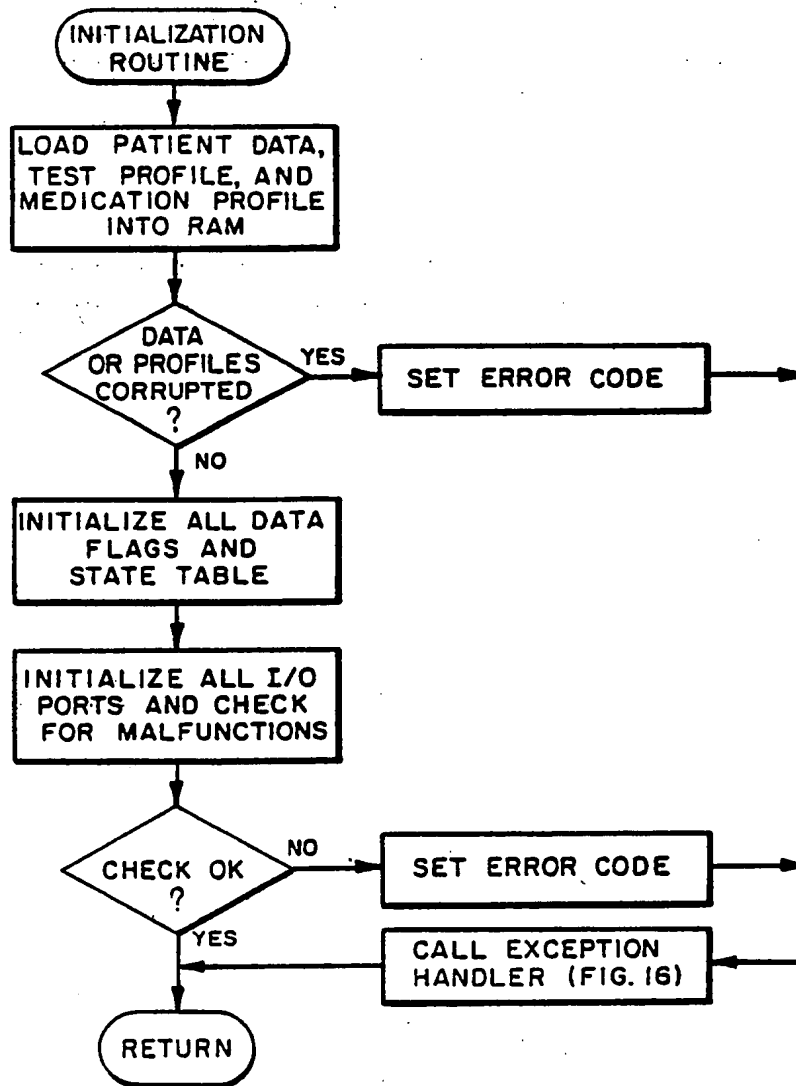 INITIALIZATION
ROUTINE
LOAD PATIENT DATA,
TEST PROFILE, AND
MEDICATION PROFILE
INTO RAM
DATA
OR PROFILES
CORRUPTED
?
YES
SET ERROR CODE
NO
INITIALIZE ALL DATA
FLAGS AND
STATE TABLE
INITIALIZE ALL I/O
PORTS AND CHECK
FOR MALFUNCTIONS
CHECK OK
?
NO
SET ERROR CODE
YES
CALL EXCEPTION
HANDLER (FIG. 16)
RETURN